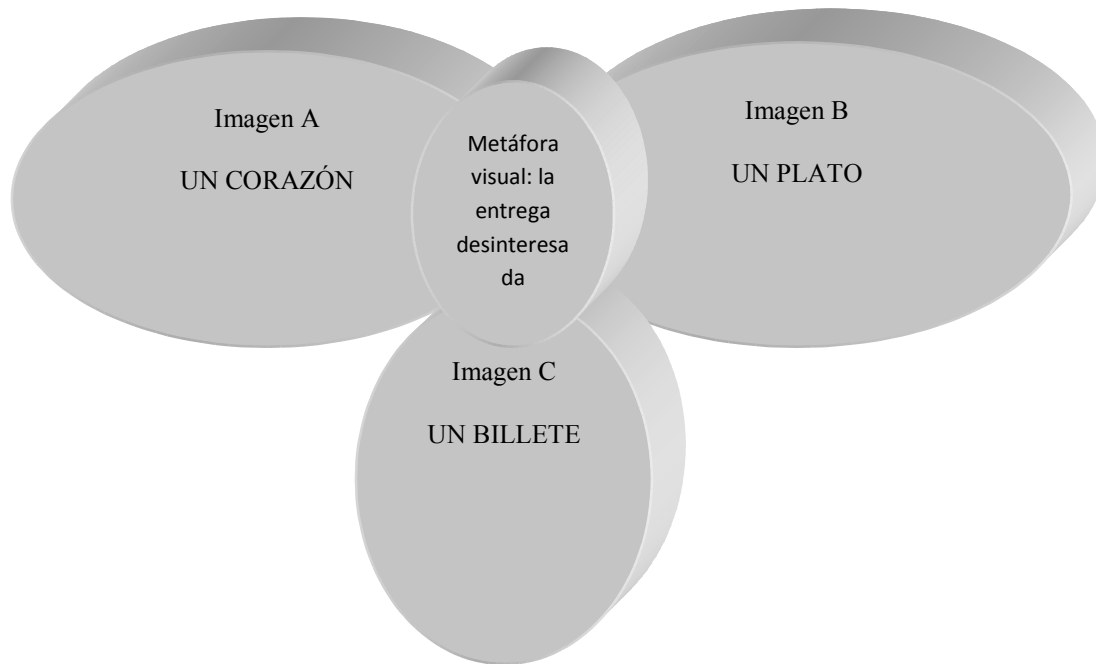 Imagen A
UN CORAZÓN
Metáfora
visual: la
entrega
desinteresa
da
Imagen B
UN PLATO
Imagen C
UN BILLETE